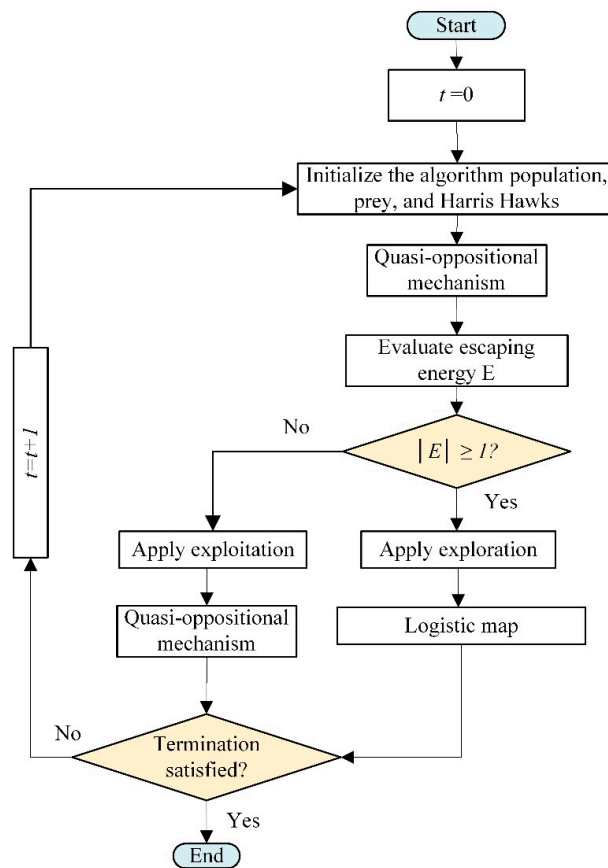 Start
t =0
Initialize the algorithm population,
prey, and Harris Hawks
Quasi-oppositional
mechanism
Evaluate escaping
energy E
No
|E| ≥ 1?
Yes
t=t+1
Apply exploitation
Apply exploration
Quasi-oppositional
mechanism
Logistic map
No
Termination
satisfied?
Yes
End